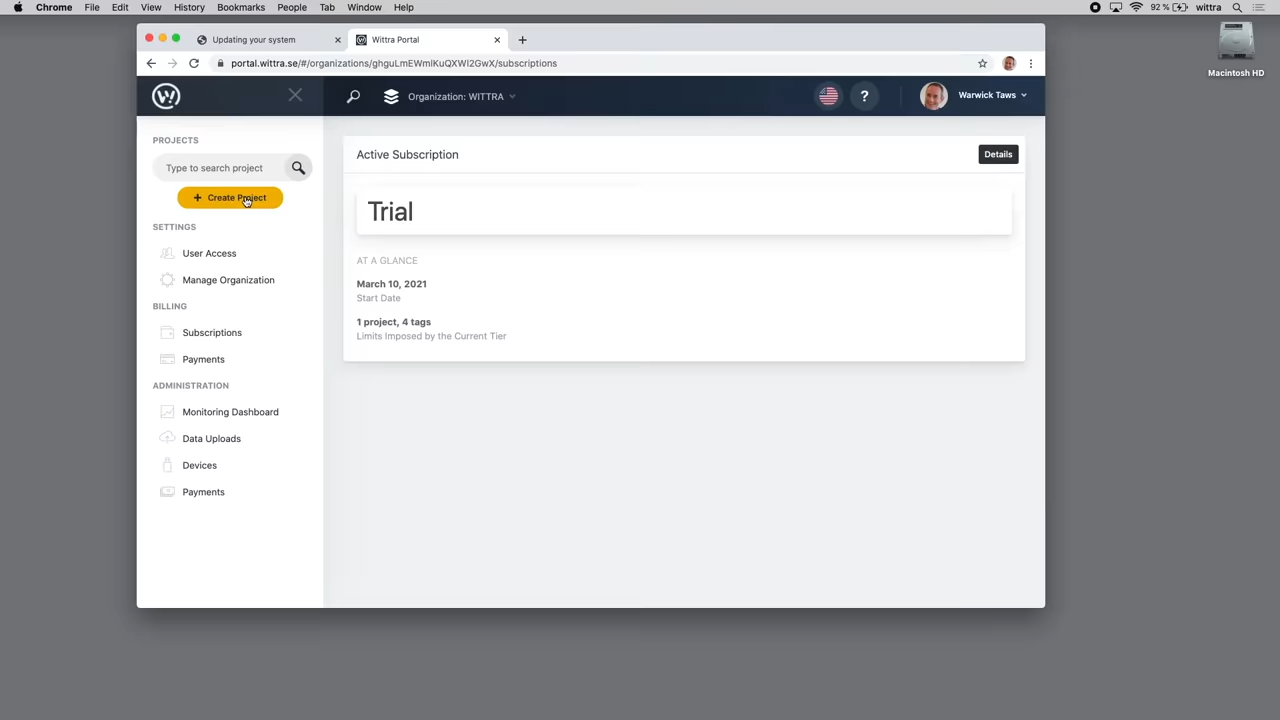 Chrome File Edit View History Bookmarks People Tab Window Help 92 % wittra
Macintosh HD
Updating your system
Wittra Portal
portal.wittra.se/#/organizations/ghguLmEWmlKuQXWl2GwX/subscriptions
Organization: WITTRA
?
Warwick Taws
PROJECTS
Type to search project
+ Create Project
SETTINGS
User Access
Manage Organization
BILLING
Subscriptions
Payments
ADMINISTRATION
Monitoring Dashboard
Data Uploads
Devices
Payments
Active Subscription
Details
Trial
AT A GLANCE
March 10, 2021
Start Date
1 project, 4 tags
Limits Imposed by the Current Tier